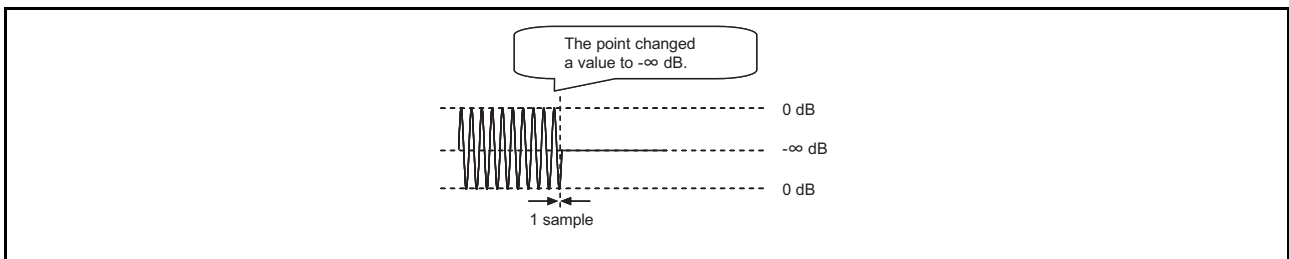 The point changed
a value to -∞ dB.
0 dB
-∞ dB
0 dB
1 sample